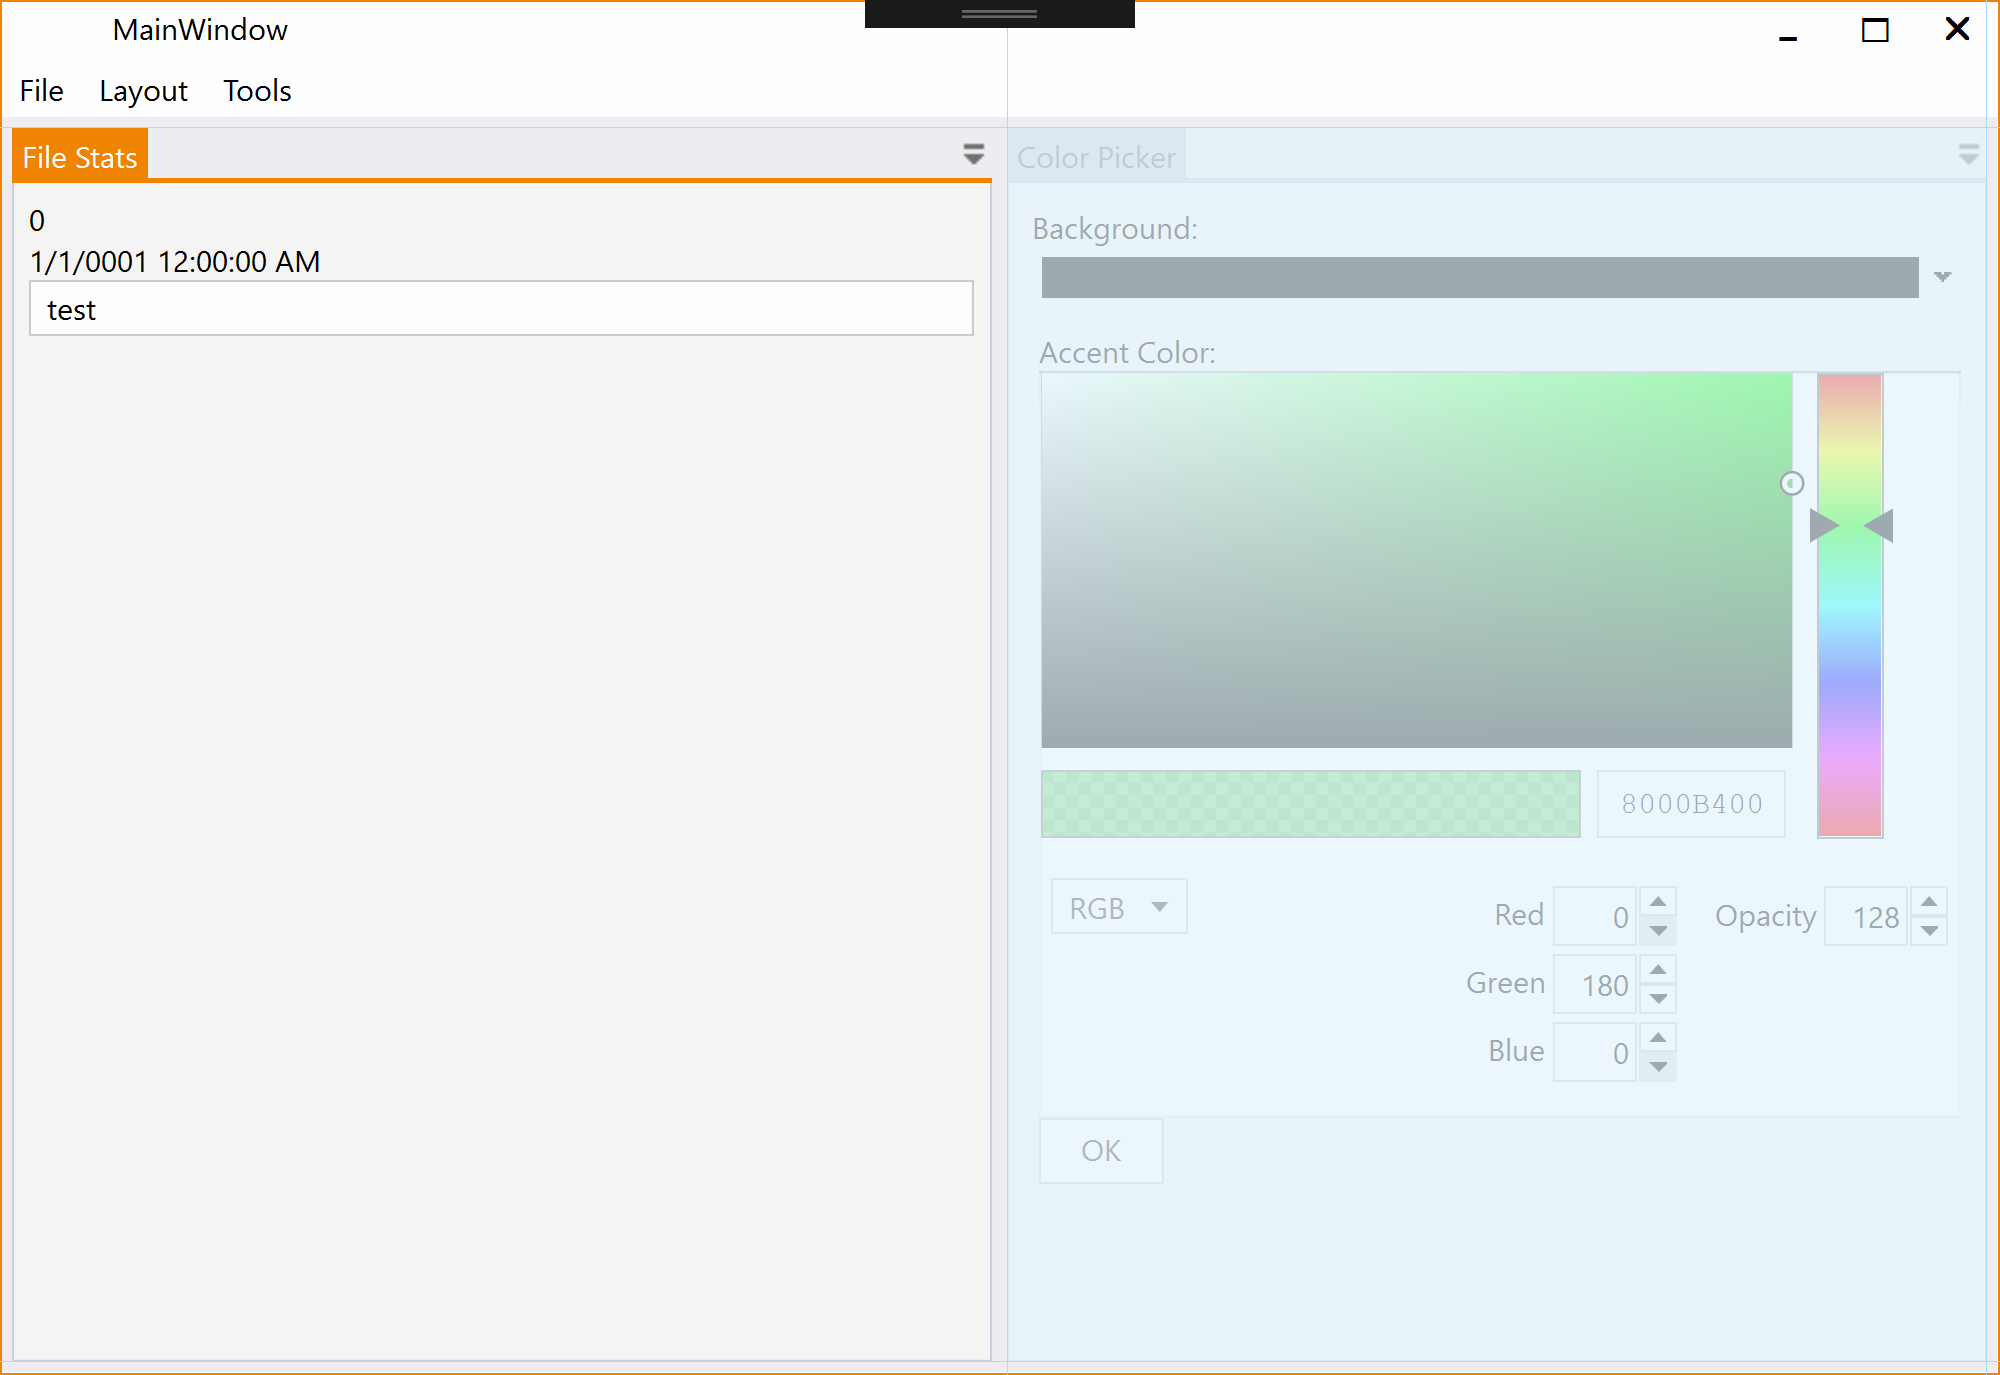 MainWindow
File Layout Tools
File Stats
0
1/1/0001 12:00:00 AM
test
Color Picker
Background:
Accent Color:
8000B400
RGB
Red 0
Opacity 128
Green 180
Blue 0
OK